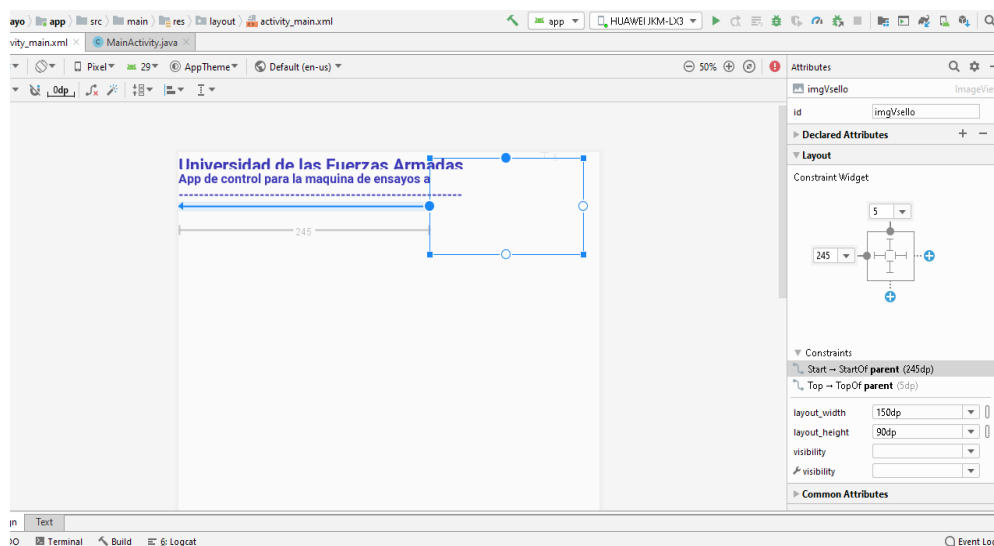 ayo app src main res layout activity_main.xml app HUAWEI JKM-LX3
vity_main.xml MainActivity.java
Pixel 29 AppTheme Default (en-us) 50% Attributes
0dp
imgVsello ImageVie
id imgVsello
Declared Attributes
Layout
Constraint Widget
5
245
Constraints
Start → StartOf parent (245dp)
Top → TopOf parent (5dp)
layout_width 150dp
layout_height 90dp
visibility
visibility
Common Attributes
Universidad de las Fuerzas Armadas
App de control para la maquina de ensayos a
------------------------------------------------------
245
gn Text
DO Terminal Build 6: Logcat Event Log